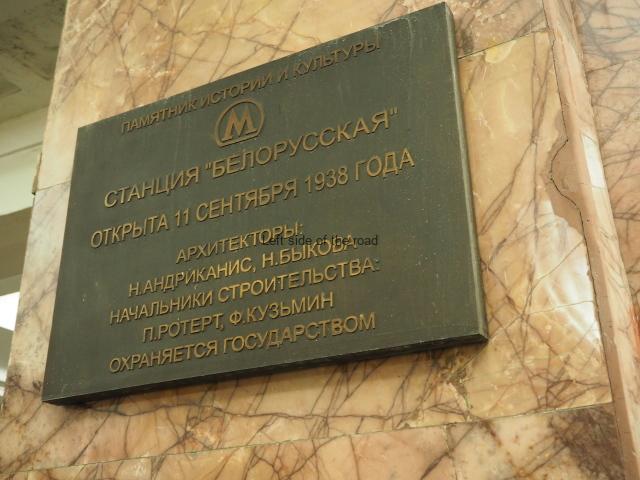 ПАМЯТНИК ИСТОРИИ И КУЛЬТУРЫ
М
СТАНЦИЯ "БЕЛОРУССКАЯ"
ОТКРЫТА 11 СЕНТЯБРЯ 1938 ГОДА
АРХИТЕКТОРЫ:
Left side of the road
Н.АНДРИКАНИС, Н.БЫКОВА
НАЧАЛЬНИКИ СТРОИТЕЛЬСТВА:
П.РОТЕРТ, Ф.КУЗЬМИН
ОХРАНЯЕТСЯ ГОСУДАРСТВОМ